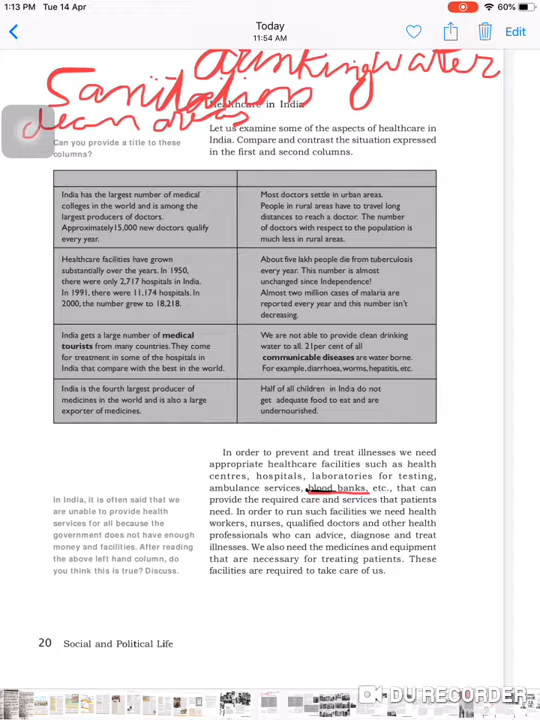 1:13 PM Tue 14 Apr
60%
Today
11:54 AM
Edit
drinking water
Sanitation
clean areas
Healthcare in India
Let us examine some of the aspects of healthcare in
India. Compare and contrast the situation expressed
in the first and second columns.
Can you provide a title to these
columns?
India has the largest number of medical
colleges in the world and is among the
largest producers of doctors.
Approximately15,000 new doctors qualify
every year.
Most doctors settle in urban areas.
People in rural areas have to travel long
distances to reach a doctor. The number
of doctors with respect to the population is
much less in rural areas.
Healthcare facilities have grown
substantially over the years. In 1950,
there were only 2,717 hospitals in India.
In 1991, there were 11,174 hospitals. In
2000, the number grew to 18,218.
About five lakh people die from tuberculosis
every year. This number is almost
unchanged since Independence!
Almost two million cases of malaria are
reported every year and this number isn't
decreasing.
India gets a large number of medical
tourists from many countries. They come
for treatment in some of the hospitals in
India that compare with the best in the world.
We are not able to provide clean drinking
water to all. 21per cent of all
communicable diseases are water borne.
For example, diarrhoea, worms, hepatitis, etc.
India is the fourth largest producer of
medicines in the world and is also a large
exporter of medicines.
Half of all children in India do not
get adequate food to eat and are
undernourished.
In order to prevent and treat illnesses we need
appropriate healthcare facilities such as health
centres, hospitals, laboratories for testing,
ambulance services, blood banks, etc., that can
provide the required care and services that patients
need. In order to run such facilities we need health
workers, nurses, qualified doctors and other health
professionals who can advice, diagnose and treat
illnesses. We also need the medicines and equipment
that are necessary for treating patients. These
facilities are required to take care of us.
In India, it is often said that we
are unable to provide health
services for all because the
government does not have enough
money and facilities. After reading
the above left hand column, do
you think this is true? Discuss.
20 Social and Political Life
DU RECORDER